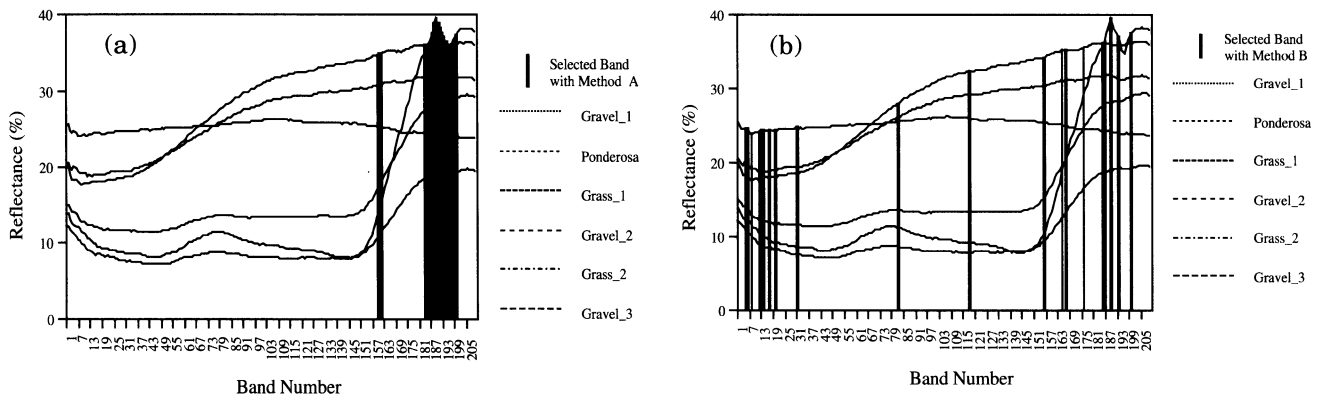 (a)
Reflectance (%)
40
30
20
10
0
1 7 13 19 25 31 37 43 49 55 61 67 73 79 85 91 97 103 109 115 121 127 133 139 145 151 157 163 169 175 181 187 193 199 205
Band Number
Selected Band
with Method A
Gravel_1
Ponderosa
Grass_1
Gravel_2
Grass_2
Gravel_3
(b)
Reflectance (%)
40
30
20
10
0
1 7 13 19 25 31 37 43 49 55 61 67 73 79 85 91 97 103 109 115 121 127 133 139 145 151 157 163 169 175 181 187 193 199 205
Band Number
Selected Band
with Method B
Gravel_1
Ponderosa
Grass_1
Gravel_2
Grass_2
Gravel_3